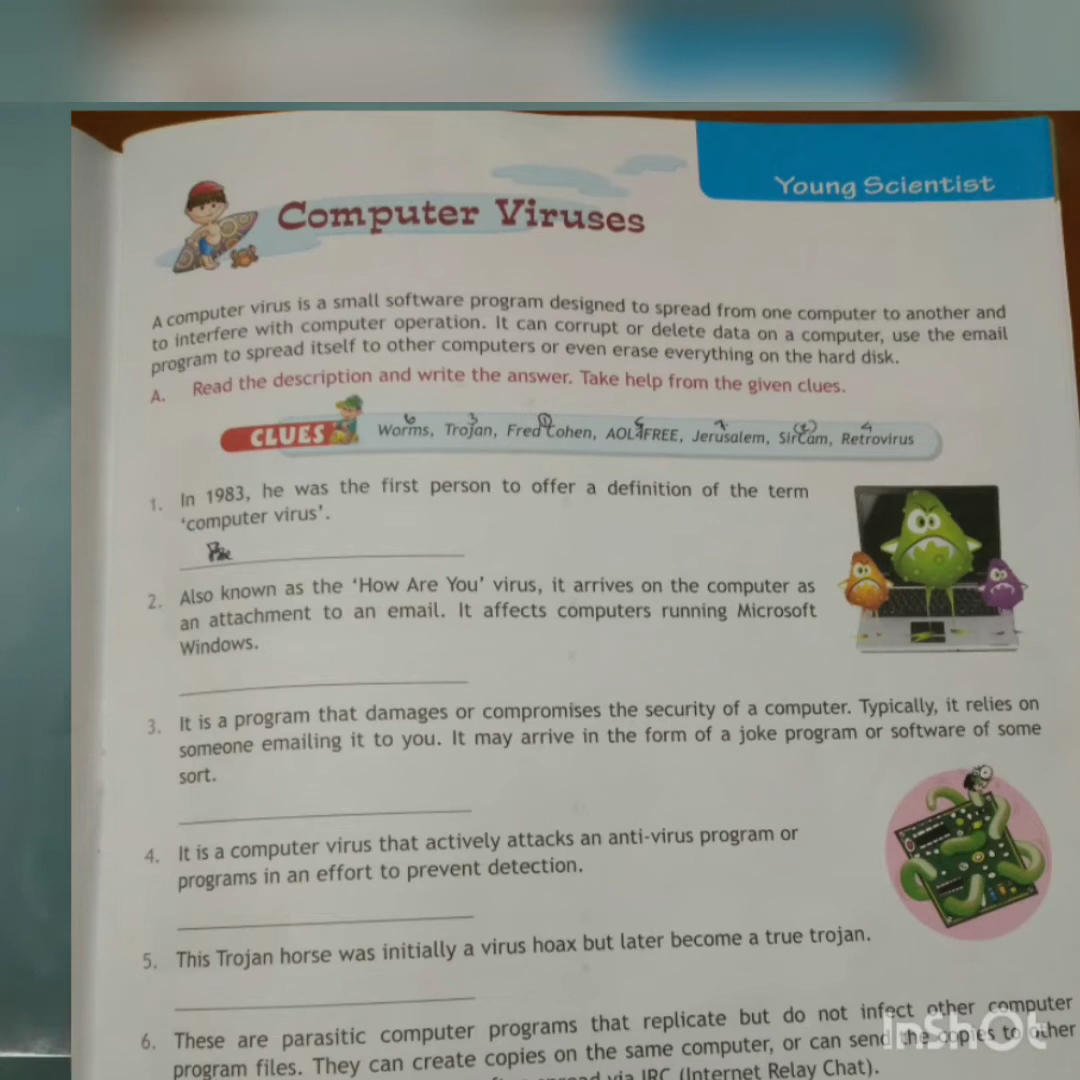 Young Scientist
Computer Viruses
A computer virus is a small software program designed to spread from one computer to another and
to interfere with computer operation. It can corrupt or delete data on a computer, use the email
program to spread itself to other computers or even erase everything on the hard disk.
A. Read the description and write the answer. Take help from the given clues.
6 3 1 5 7 2 4
CLUES Worms, Trojan, Fred Cohen, AOL4FREE, Jerusalem, SirCam, Retrovirus
1. In 1983, he was the first person to offer a definition of the term
'computer virus'.
2. Also known as the 'How Are You' virus, it arrives on the computer as
an attachment to an email. It affects computers running Microsoft
Windows.
3. It is a program that damages or compromises the security of a computer. Typically, it relies on
someone emailing it to you. It may arrive in the form of a joke program or software of some
sort.
4. It is a computer virus that actively attacks an anti-virus program or
programs in an effort to prevent detection.
5. This Trojan horse was initially a virus hoax but later become a true trojan.
6. These are parasitic computer programs that replicate but do not infect other computer
program files. They can create copies on the same computer, or can send the copies to other
spread via IRC (Internet Relay Chat).
InShOt